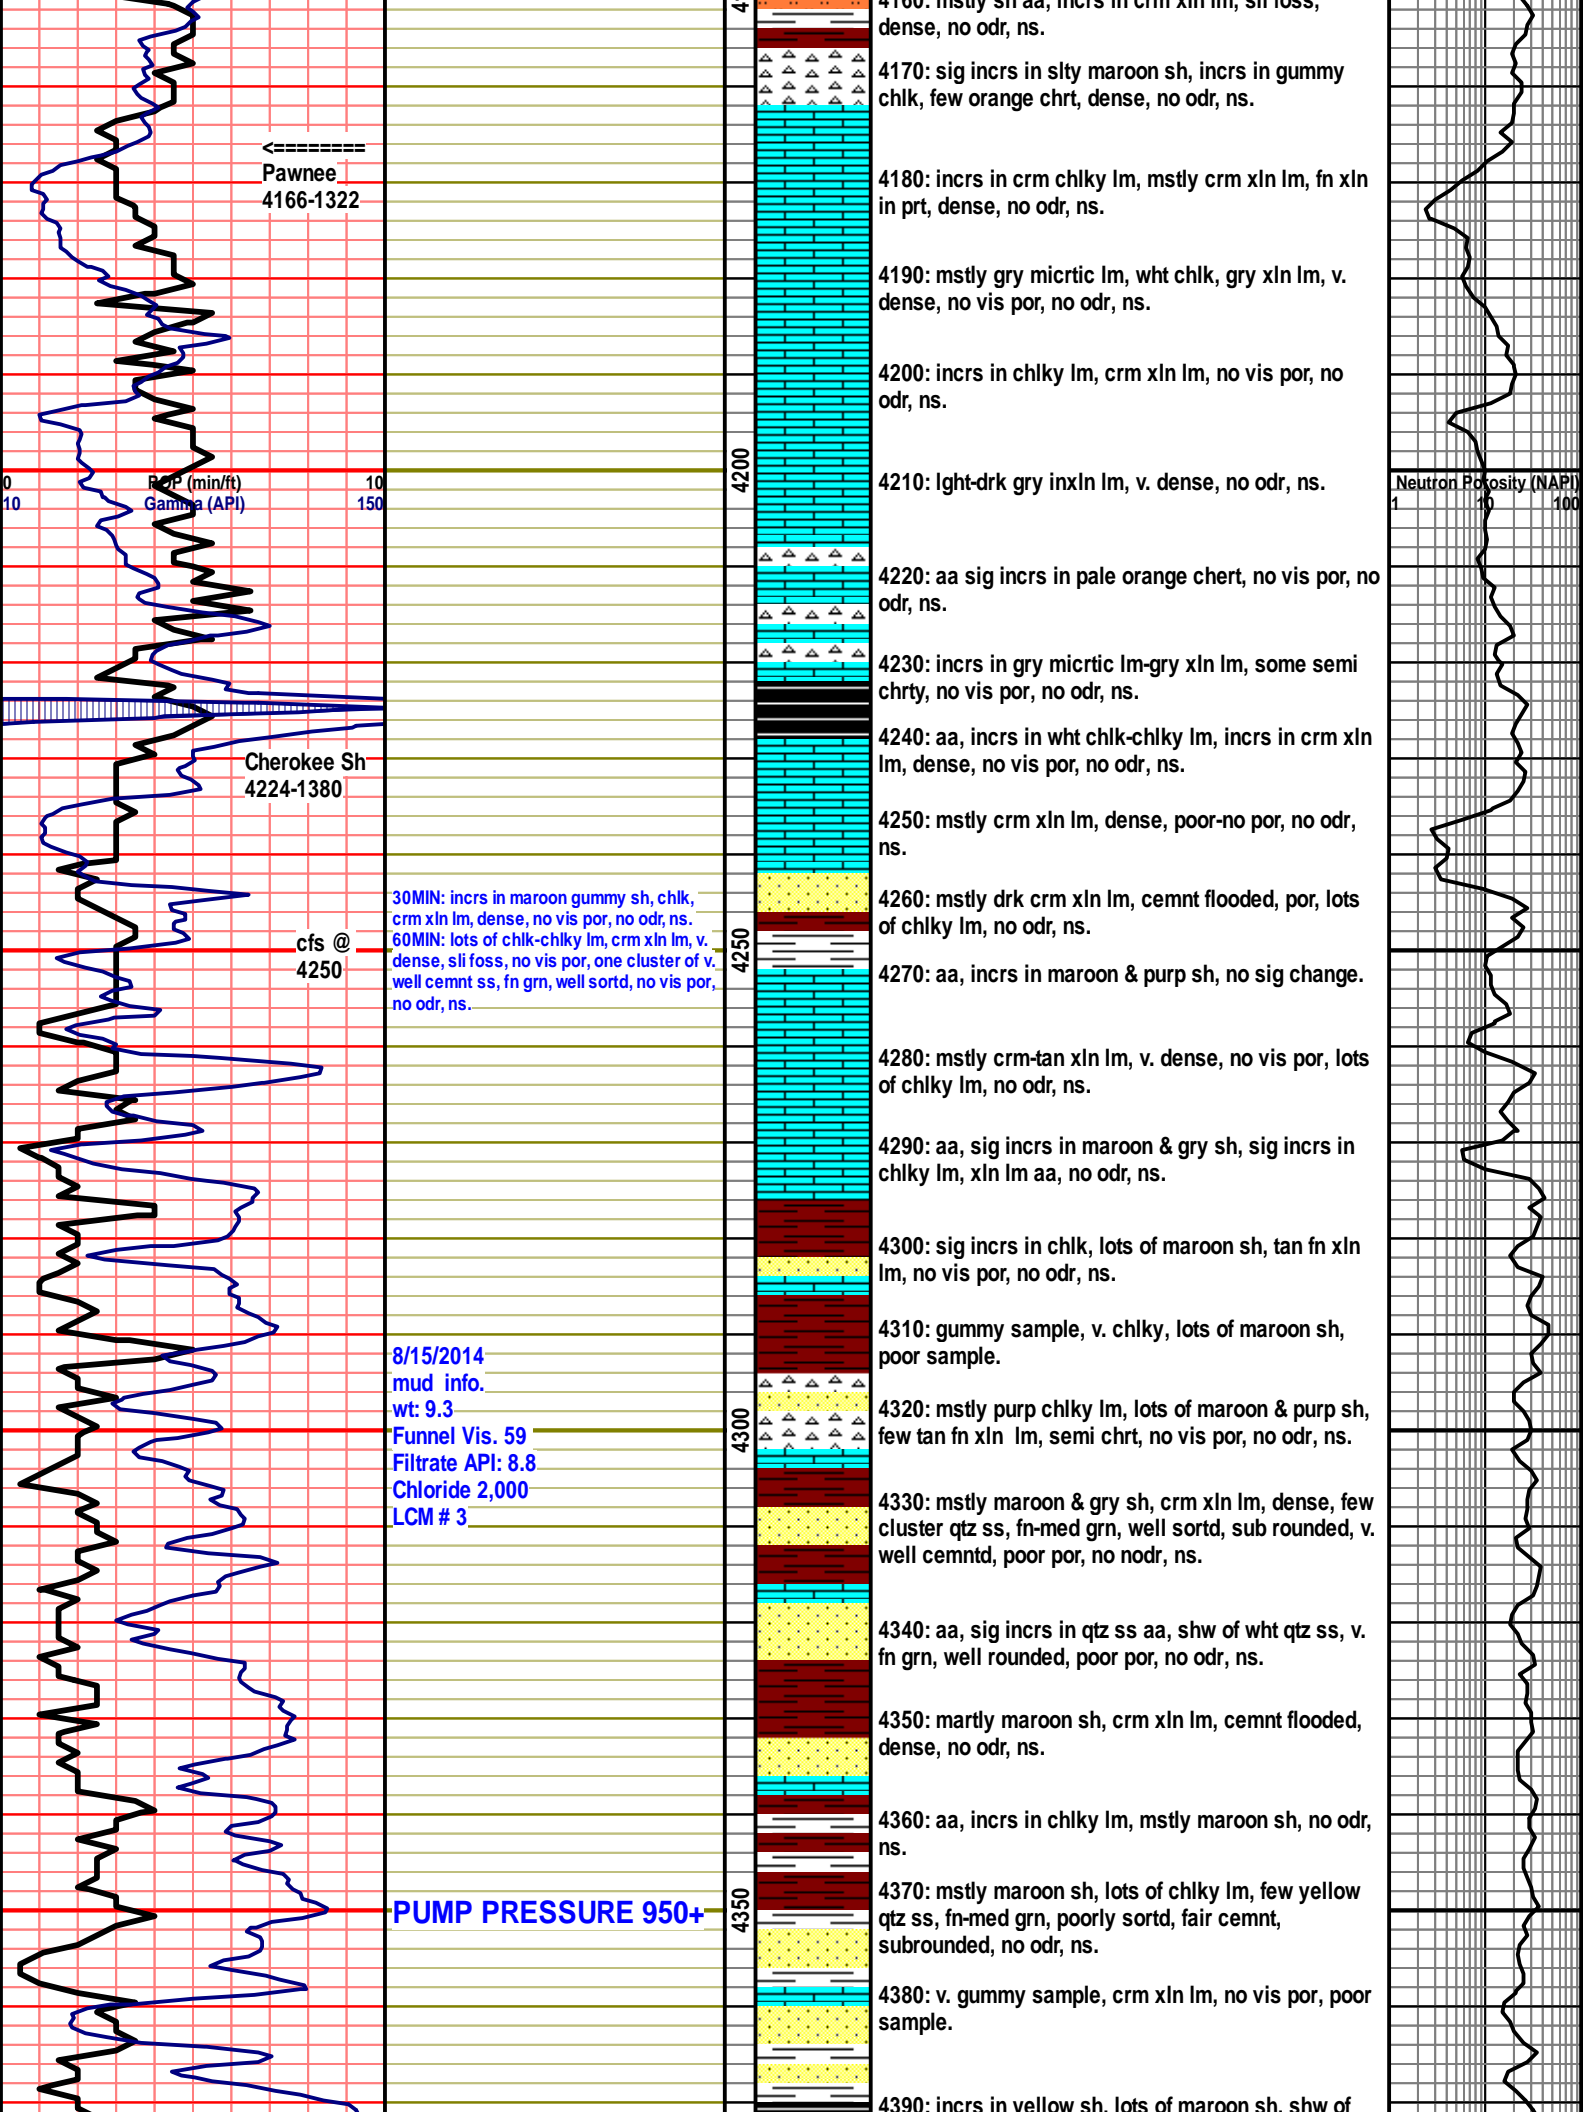 4160: mstly sh aa, incrs in crm xln lm, sli foss,
dense, no odr, ns.
4170: sig incrs in slty maroon sh, incrs in gummy
chlk, few orange chrt, dense, no odr, ns.
<========
Pawnee
4166-1322
4180: incrs in crm chlky lm, mstly crm xln lm, fn xln
in prt, dense, no odr, ns.
4190: mstly gry micrtic lm, wht chlk, gry xln lm, v.
dense, no vis por, no odr, ns.
4200: incrs in chlky lm, crm xln lm, no vis por, no
odr, ns.
4200
0 ROP (min/ft) 10
10 Gamma (API) 150
4210: lght-drk gry inxln lm, v. dense, no odr, ns.
Neutron Porosity (NAPI)
1 10 100
4220: aa sig incrs in pale orange chert, no vis por, no
odr, ns.
4230: incrs in gry micrtic lm-gry xln lm, some semi
chrty, no vis por, no odr, ns.
Cherokee Sh
4224-1380
4240: aa, incrs in wht chlk-chlky lm, incrs in crm xln
lm, dense, no vis por, no odr, ns.
4250: mstly crm xln lm, dense, poor-no por, no odr,
ns.
30MIN: incrs in maroon gummy sh, chlk,
crm xln lm, dense, no vis por, no odr, ns.
60MIN: lots of chlk-chlky lm, crm xln lm, v.
dense, sli foss, no vis por, one cluster of v.
well cemnt ss, fn grn, well sortd, no vis por,
no odr, ns.
cfs @
4250
4250
4260: mstly drk crm xln lm, cemnt flooded, por, lots
of chlky lm, no odr, ns.
4270: aa, incrs in maroon & purp sh, no sig change.
4280: mstly crm-tan xln lm, v. dense, no vis por, lots
of chlky lm, no odr, ns.
4290: aa, sig incrs in maroon & gry sh, sig incrs in
chlky lm, xln lm aa, no odr, ns.
4300: sig incrs in chlk, lots of maroon sh, tan fn xln
lm, no vis por, no odr, ns.
4310: gummy sample, v. chlky, lots of maroon sh,
poor sample.
8/15/2014
mud info.
wt: 9.3
Funnel Vis. 59
Filtrate API: 8.8
Chloride 2,000
LCM # 3
4300
4320: mstly purp chlky lm, lots of maroon & purp sh,
few tan fn xln lm, semi chrt, no vis por, no odr, ns.
4330: mstly maroon & gry sh, crm xln lm, dense, few
cluster qtz ss, fn-med grn, well sortd, sub rounded, v.
well cemntd, poor por, no nodr, ns.
4340: aa, sig incrs in qtz ss aa, shw of wht qtz ss, v.
fn grn, well rounded, poor por, no odr, ns.
4350: martly maroon sh, crm xln lm, cemnt flooded,
dense, no odr, ns.
4360: aa, incrs in chlky lm, mstly maroon sh, no odr,
ns.
PUMP PRESSURE 950+
4350
4370: mstly maroon sh, lots of chlky lm, few yellow
qtz ss, fn-med grn, poorly sortd, fair cemnt,
subrounded, no odr, ns.
4380: v. gummy sample, crm xln lm, no vis por, poor
sample.
4390: incrs in yellow sh, lots of maroon sh, shw of